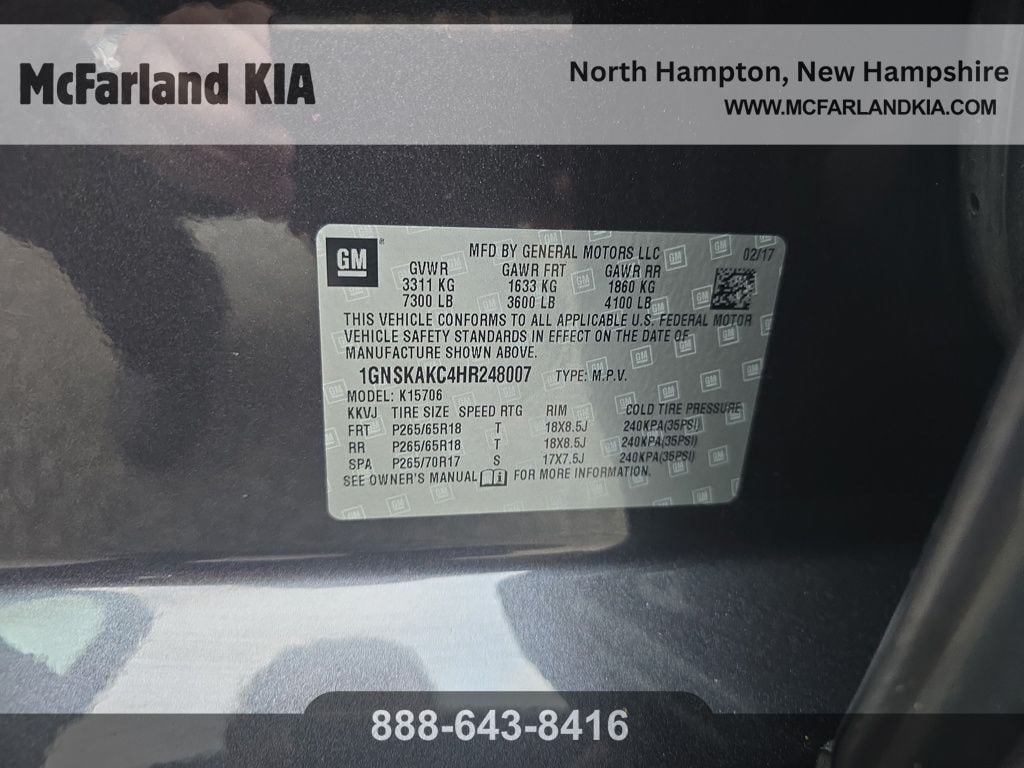 McFarland KIA
North Hampton, New Hampshire
WWW.MCFARLANDKIA.COM
GM
MFD BY GENERAL MOTORS LLC 02/17
GVWR GAWR FRT GAWR RR
3311 KG 1633 KG 1860 KG
7300 LB 3600 LB 4100 LB
THIS VEHICLE CONFORMS TO ALL APPLICABLE U.S. FEDERAL MOTOR
VEHICLE SAFETY STANDARDS IN EFFECT ON THE DATE OF
MANUFACTURE SHOWN ABOVE.
1GNSKAKC4HR248007 TYPE: M.P.V.
MODEL: K15706
KKVJ TIRE SIZE SPEED RTG RIM COLD TIRE PRESSURE
FRT P265/65R18 T 18X8.5J 240KPA(35PSI)
RR P265/65R18 T 18X8.5J 240KPA(35PSI)
SPA P265/70R17 S 17X7.5J 240KPA(35PSI)
SEE OWNER'S MANUAL FOR MORE INFORMATION.
888-643-8416